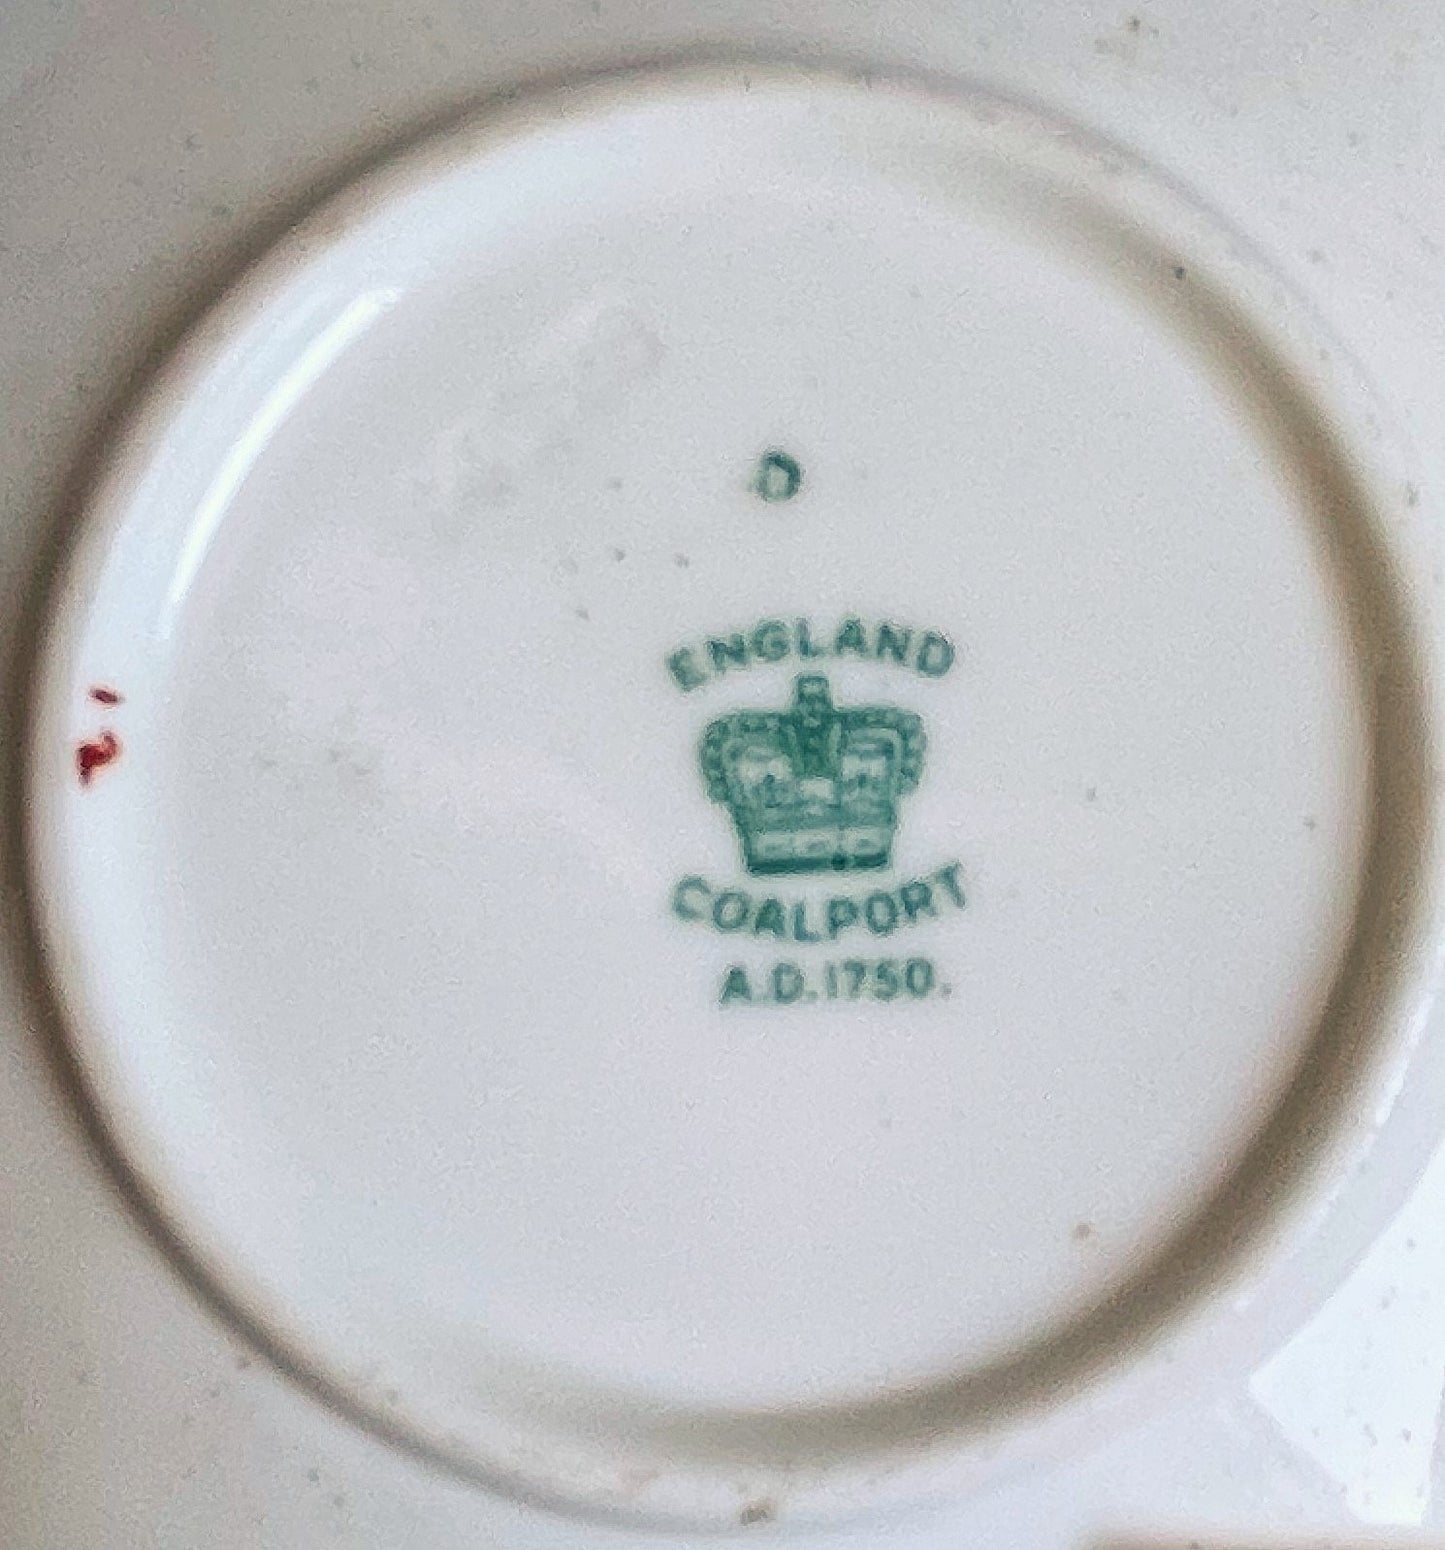 D
ENGLAND
COALPORT
A.D.1750.